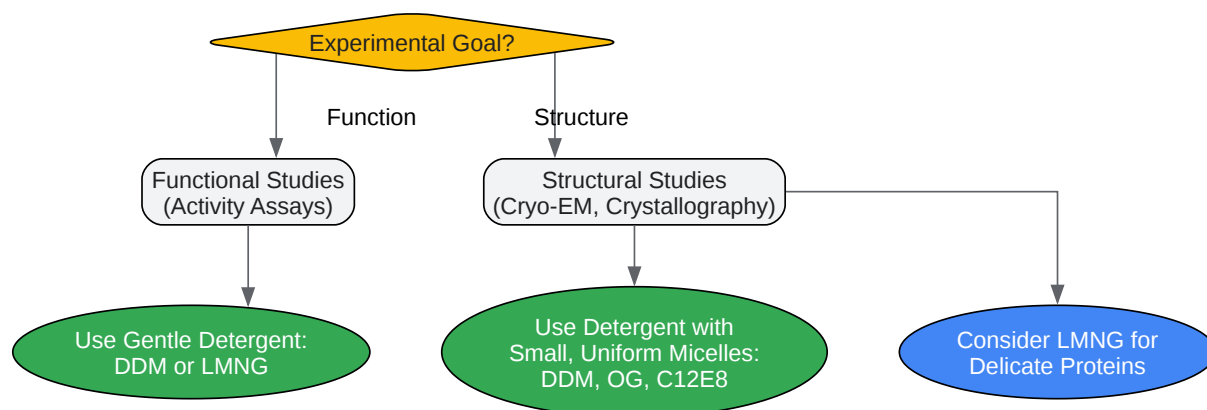 Experimental Goal?
Function
Structure
Functional Studies
(Activity Assays)
Structural Studies
(Cryo-EM, Crystallography)
Use Gentle Detergent:
DDM or LMNG
Use Detergent with
Small, Uniform Micelles:
DDM, OG, C12E8
Consider LMNG for
Delicate Proteins